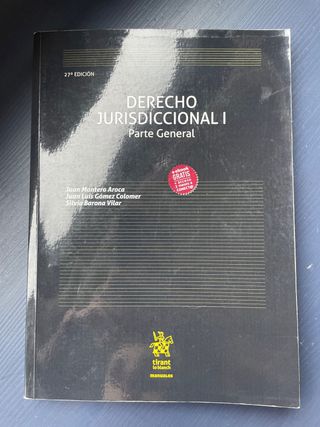 27ª EDICIÓN
DERECHO
JURISDICCIONAL I
Parte General
Juan Montero Aroca
Juan Luis Gómez Colomer
Silvia Barona Vilar
GRATIS
tirant
lo blanch
manuales